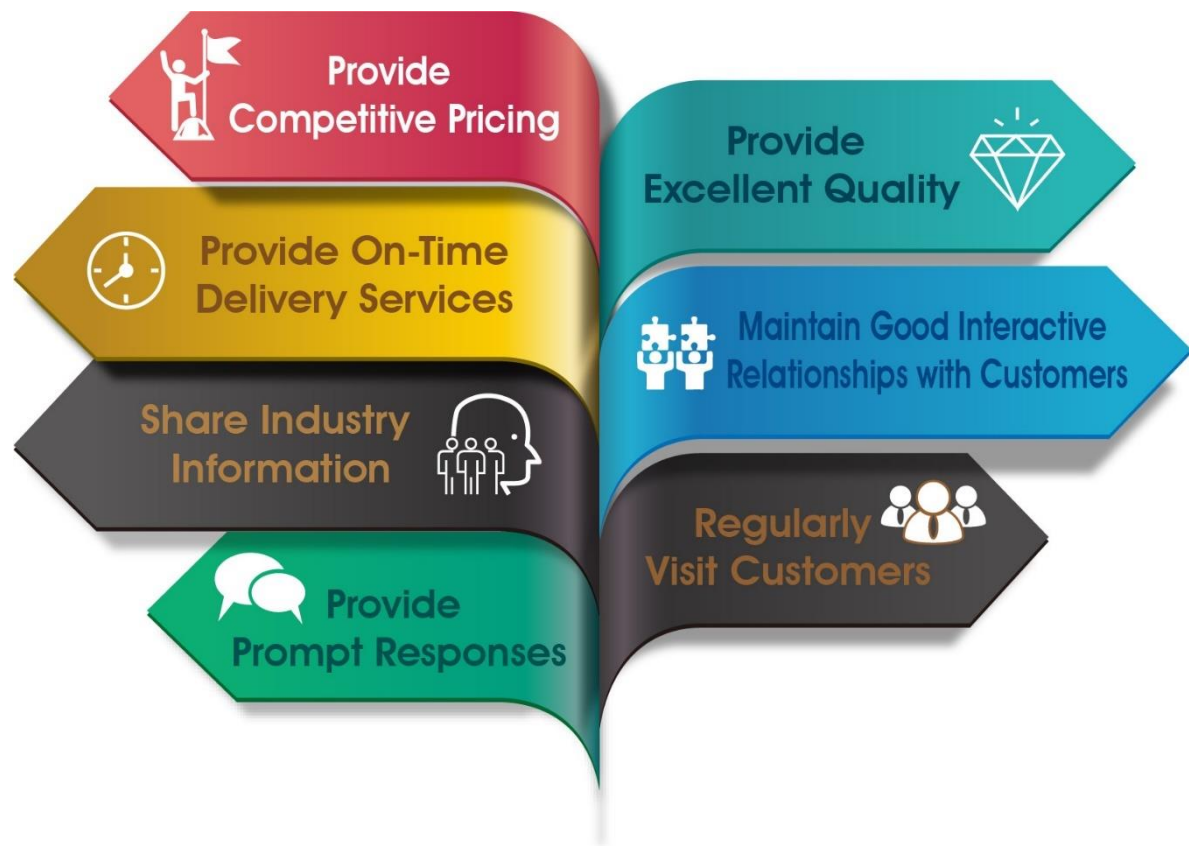 Provide
Competitive Pricing
Provide
Excellent Quality
Provide On-Time
Delivery Services
Maintain Good Interactive
Relationships with Customers
Share Industry
Information
Regularly
Visit Customers
Provide
Prompt Responses